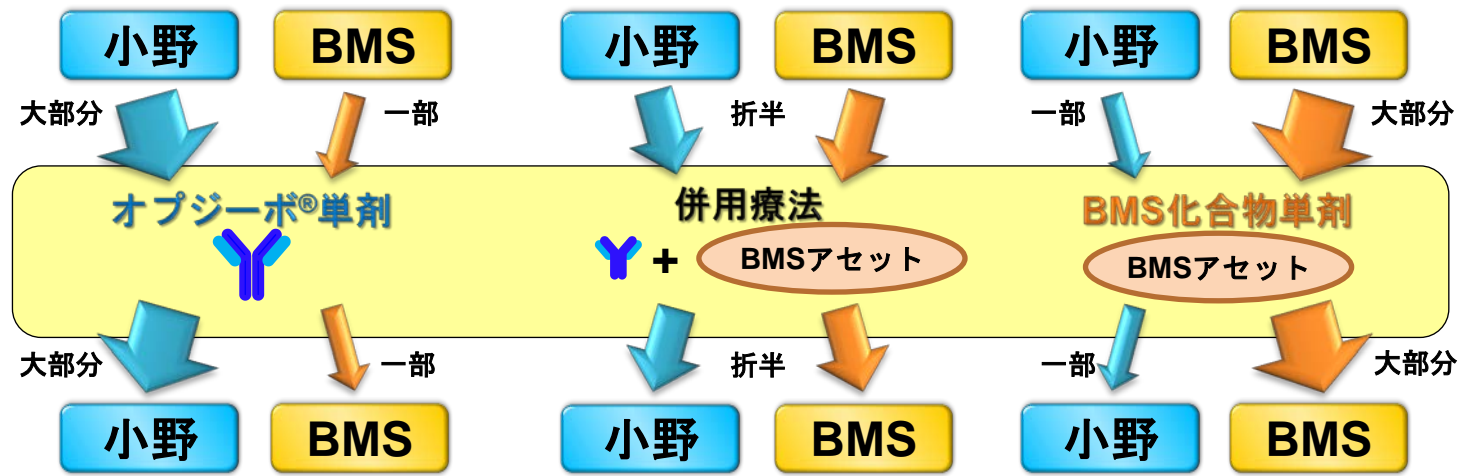 小野 BMS 小野 BMS 小野 BMS
大部分 一部 折半 一部 大部分
オプジーボ®単剤 併用療法 BMS化合物単剤
+ BMSアセット BMSアセット
大部分 一部 折半 一部 大部分
小野 BMS 小野 BMS 小野 BMS